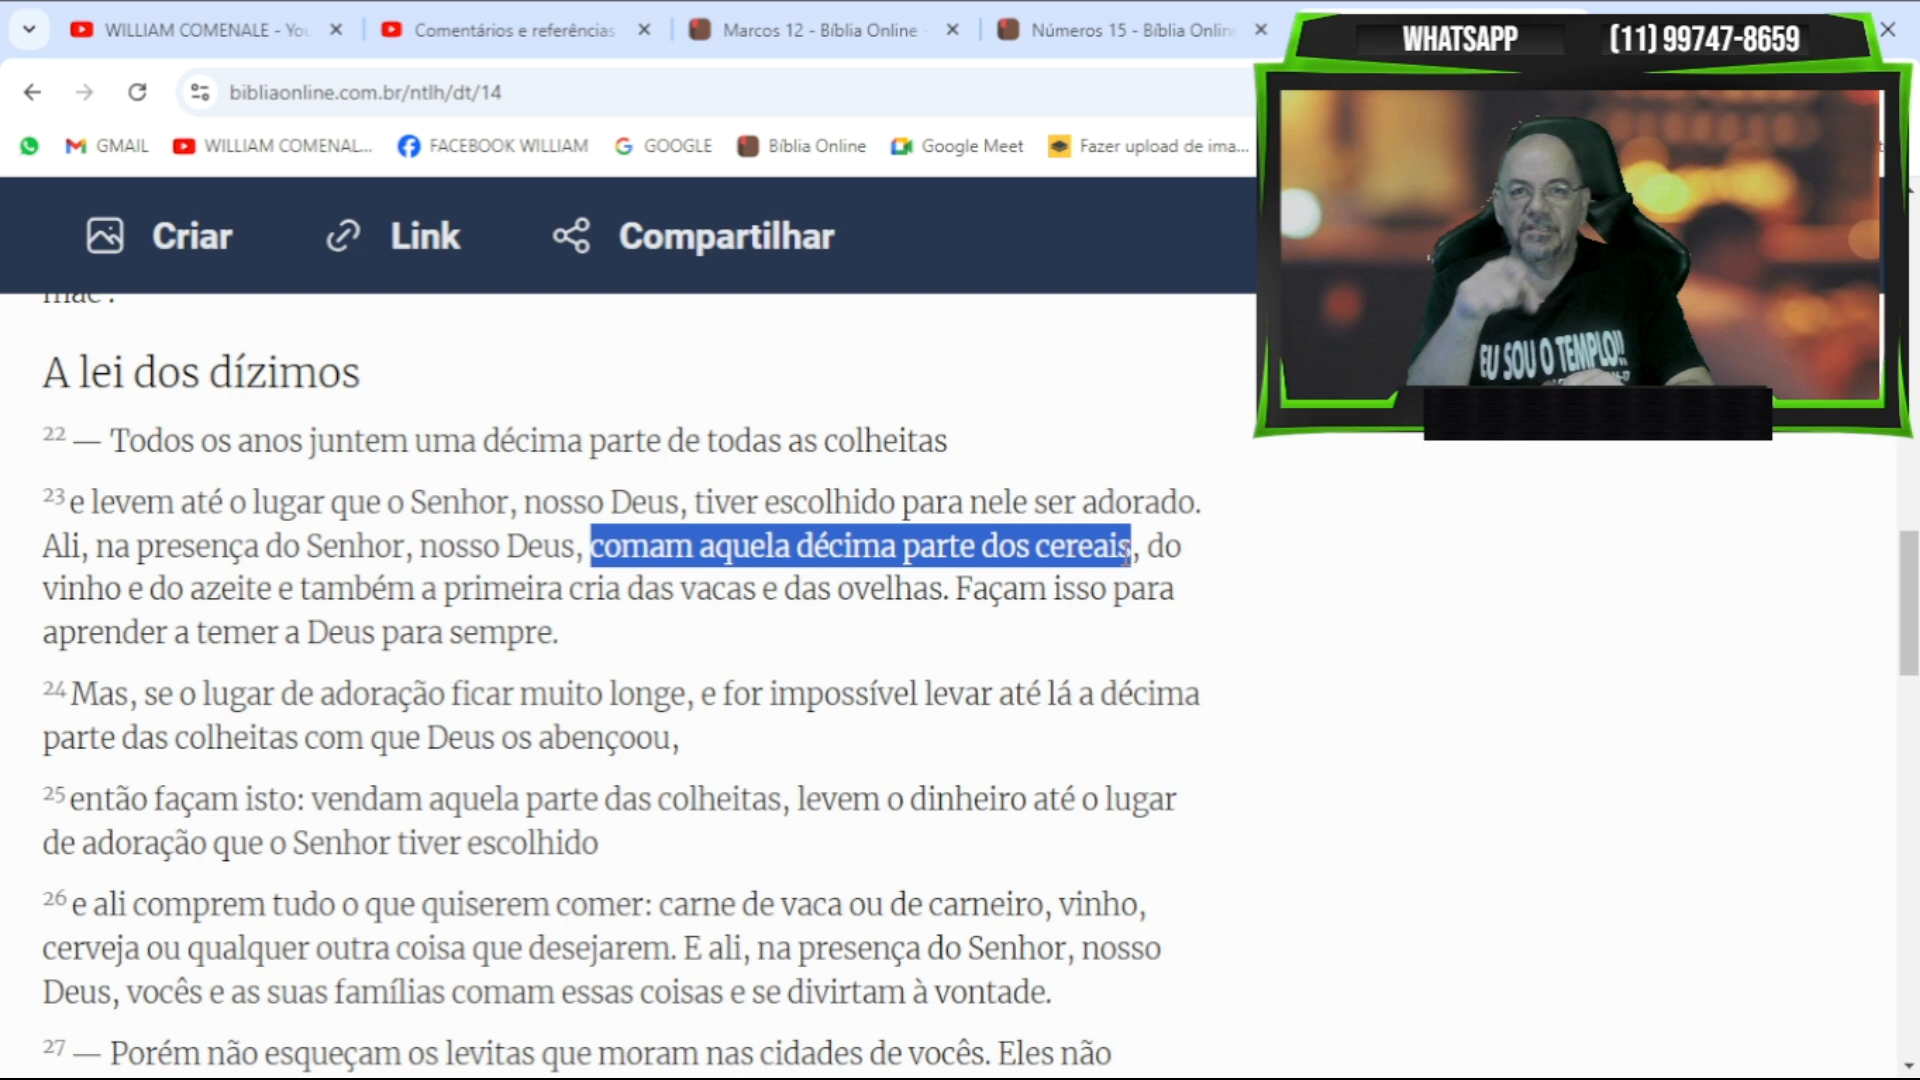 WILLIAM COMENALE - You
Comentários e referências
Marcos 12 - Bíblia Online -
Números 15 - Bíblia Online
bibliaonline.com.br/ntlh/dt/14
GMAIL
WILLIAM COMENAL...
FACEBOOK WILLIAM
GOOGLE
Bíblia Online
Google Meet
Fazer upload de ima...
WHATSAPP (11) 99747-8659
EU SOU O TEMPLO!!
Criar
Link
Compartilhar
mãe".
A lei dos dízimos
22 — Todos os anos juntem uma décima parte de todas as colheitas
23 e levem até o lugar que o Senhor, nosso Deus, tiver escolhido para nele ser adorado.
Ali, na presença do Senhor, nosso Deus, comam aquela décima parte dos cereais, do
vinho e do azeite e também a primeira cria das vacas e das ovelhas. Façam isso para
aprender a temer a Deus para sempre.
24 Mas, se o lugar de adoração ficar muito longe, e for impossível levar até lá a décima
parte das colheitas com que Deus os abençoou,
25 então façam isto: vendam aquela parte das colheitas, levem o dinheiro até o lugar
de adoração que o Senhor tiver escolhido
26 e ali comprem tudo o que quiserem comer: carne de vaca ou de carneiro, vinho,
cerveja ou qualquer outra coisa que desejarem. E ali, na presença do Senhor, nosso
Deus, vocês e as suas famílias comam essas coisas e se divirtam à vontade.
27 — Porém não esqueçam os levitas que moram nas cidades de vocês. Eles não